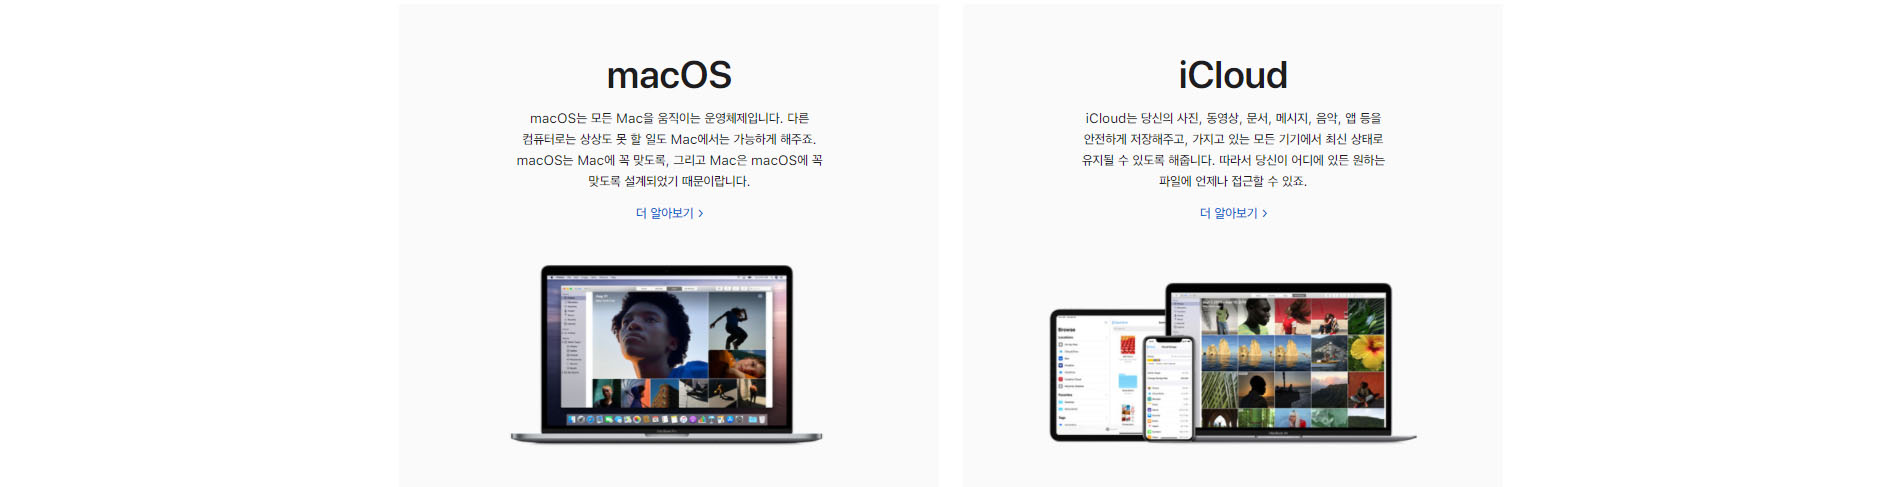 macOS
macOS는 모든 Mac을 움직이는 운영체제입니다. 다른
컴퓨터로는 상상도 못 할 일도 Mac에서는 가능하게 해주죠.
macOS는 Mac에 꼭 맞도록, 그리고 Mac은 macOS에 꼭
맞도록 설계되었기 때문이랍니다.
더 알아보기 >
iCloud
iCloud는 당신의 사진, 동영상, 문서, 메시지, 음악, 앱 등을
안전하게 저장해주고, 가지고 있는 모든 기기에서 최신 상태로
유지될 수 있도록 해줍니다. 따라서 당신이 어디에 있든 원하는
파일에 언제나 접근할 수 있죠.
더 알아보기 >
Browse
Locations
Favorites
Tags